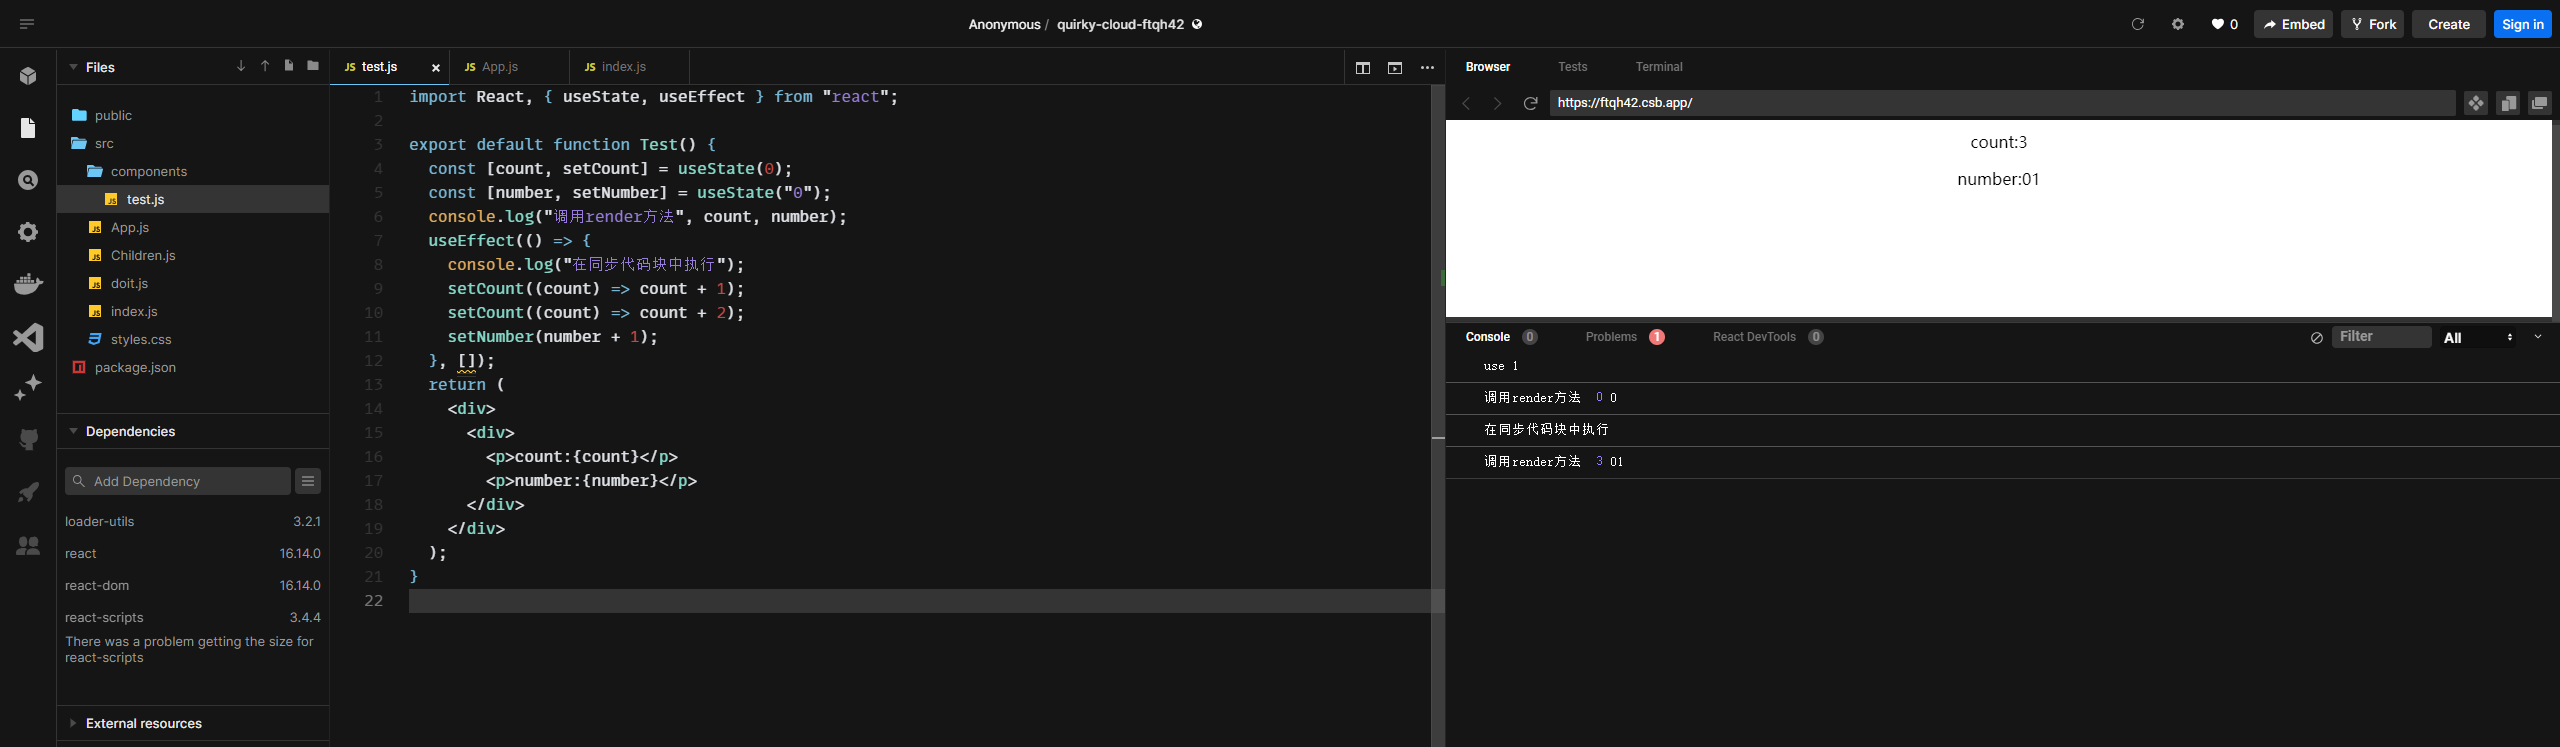 Anonymous / quirky-cloud-ftqh42
0
Embed
Fork
Create
Sign in
Files
public
src
components
test.js
App.js
Children.js
doit.js
index.js
styles.css
package.json
Dependencies
Add Dependency
loader-utils 3.2.1
react 16.14.0
react-dom 16.14.0
react-scripts 3.4.4
There was a problem getting the size for
react-scripts
External resources
JS test.js
JS App.js
JS index.js
1 import React, { useState, useEffect } from "react";
2
3 export default function Test() {
4 const [count, setCount] = useState(0);
5 const [number, setNumber] = useState("0");
6 console.log("调用render方法", count, number);
7 useEffect(() => {
8 console.log("在同步代码块中执行");
9 setCount((count) => count + 1);
10 setCount((count) => count + 2);
11 setNumber(number + 1);
12 }, []);
13 return (
14 <div>
15 <div>
16 <p>count:{count}</p>
17 <p>number:{number}</p>
18 </div>
19 </div>
20 );
21 }
22
Browser
Tests
Terminal
https://ftqh42.csb.app/
count:3
number:01
Console 0
Problems 1
React DevTools 0
Filter
All
use 1
调用render方法 0 0
在同步代码块中执行
调用render方法 3 01